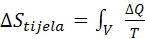 ΔS_tijela = ∫_V ΔQ/T